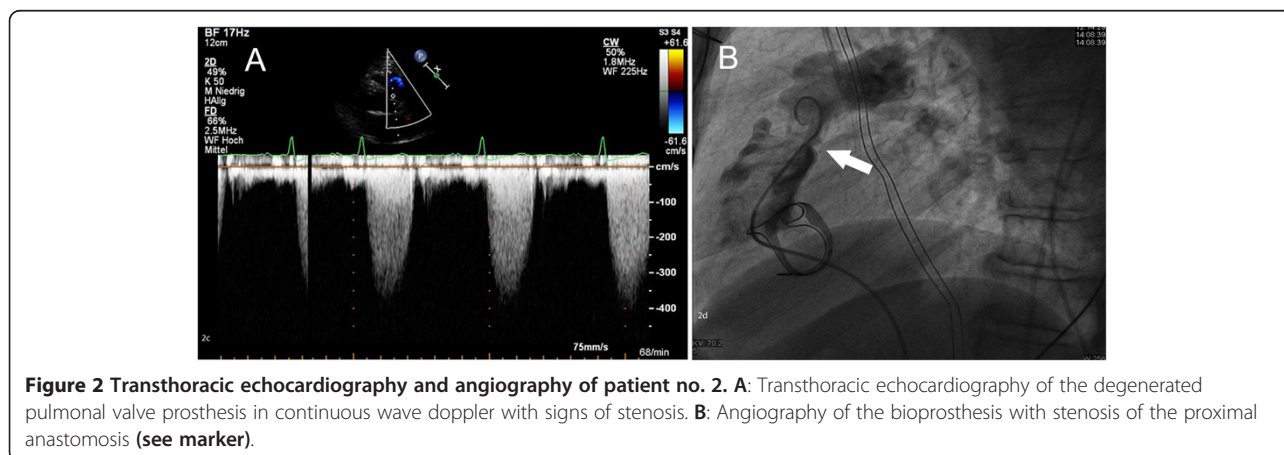 BF 17Hz
12cm
2D
49%
K 50
M Niedrig
HAllg
FD
66%
2.5MHz
WF Hoch
Mittel
A
P
X
CW
50%
1.8MHz
WF 225Hz
S3 S4
+61.6
-61.6
cm/s
cm/s
-100
-200
-300
-400
2c
75mm/s
68/min
B
14:08:39
14:08:39
2d
Figure 2 Transthoracic echocardiography and angiography of patient no. 2. A: Transthoracic echocardiography of the degenerated
pulmonal valve prosthesis in continuous wave doppler with signs of stenosis. B: Angiography of the bioprosthesis with stenosis of the proximal
anastomosis (see marker).